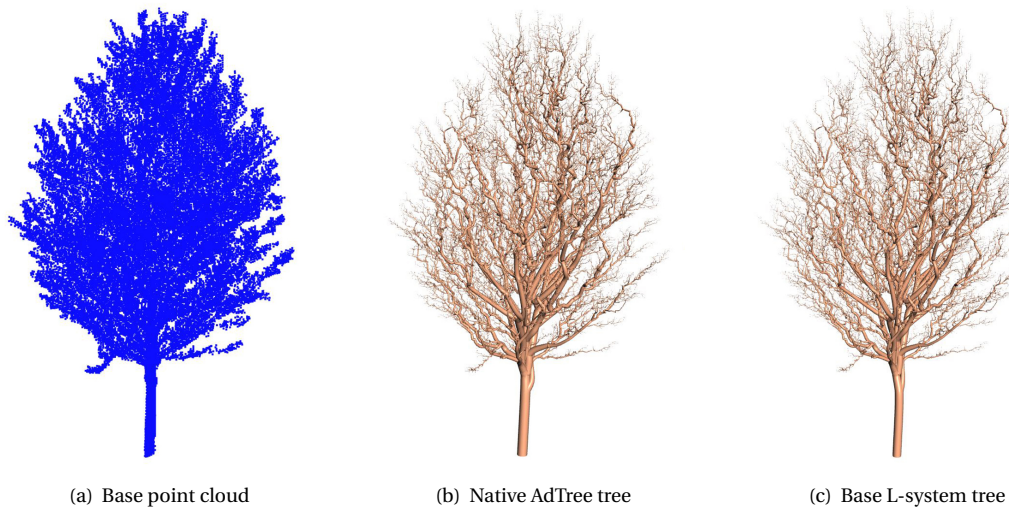 (a) Base point cloud
(b) Native AdTree tree
(c) Base L-system tree